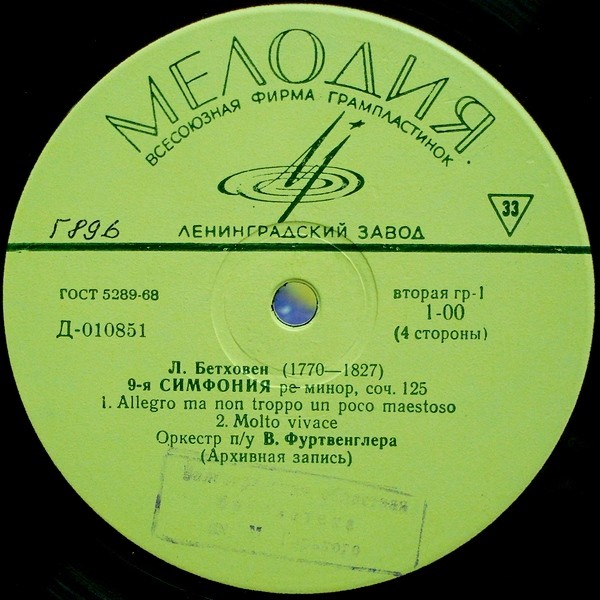 МЕЛОДИЯ
ВСЕСОЮЗНАЯ ФИРМА ГРАМПЛАСТИНОК
33
Г896
ЛЕНИНГРАДСКИЙ ЗАВОД
ГОСТ 5289-68
вторая гр-1
Д-010851
1-00
(4 стороны)
Л. Бетховен (1770—1827)
9-я СИМФОНИЯ ре-минор, соч. 125
1. Allegro ma non troppo un poco maestoso
2. Molto vivace
Оркестр п/у В. Фуртвенглера
(Архивная запись)